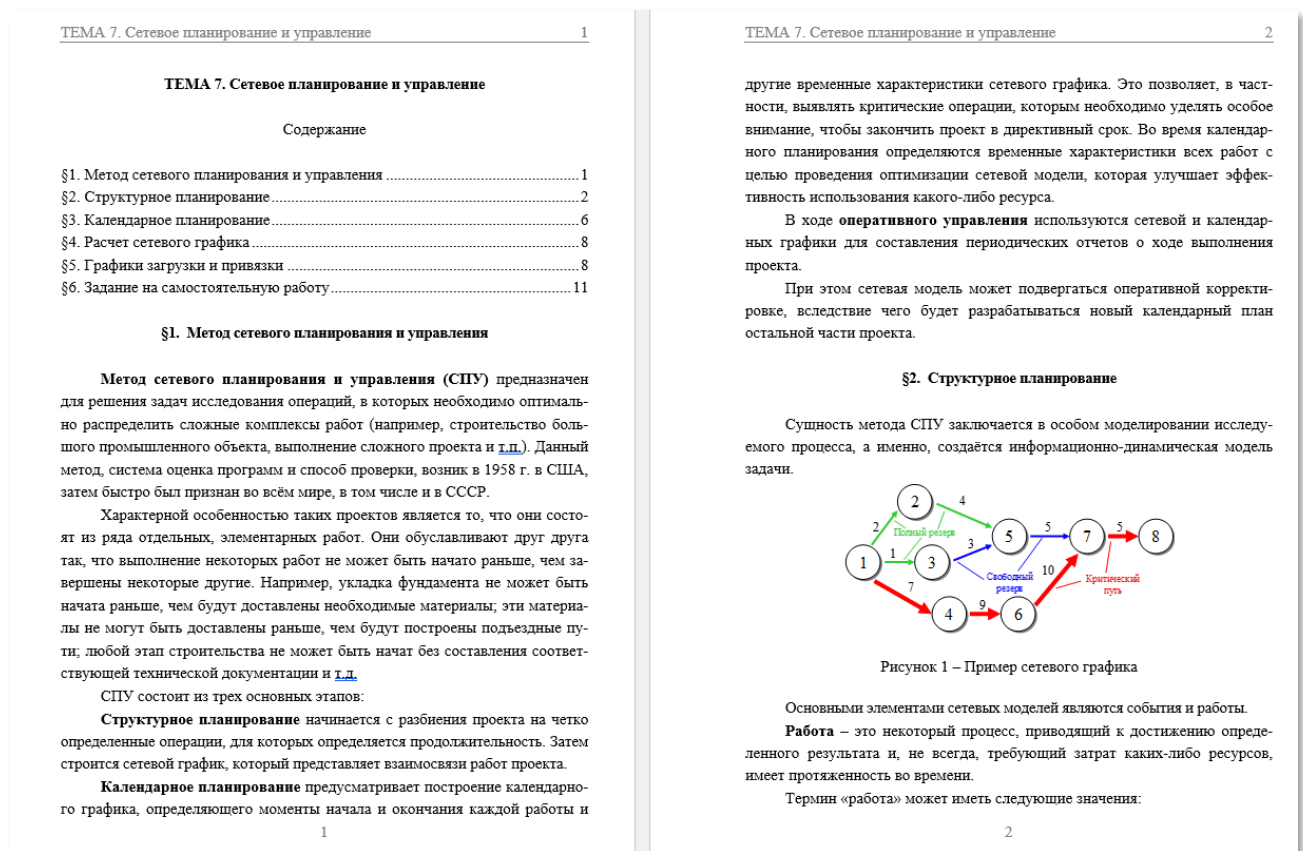 ТЕМА 7. Сетевое планирование и управление 1
ТЕМА 7. Сетевое планирование и управление
Содержание
§1. Метод сетевого планирования и управления ................................................ 1
§2. Структурное планирование ............................................................................ 2
§3. Календарное планирование ............................................................................ 6
§4. Расчет сетевого графика ................................................................................. 8
§5. Графики загрузки и привязки ........................................................................ 8
§6. Задание на самостоятельную работу ............................................................ 11
§1. Метод сетевого планирования и управления
Метод сетевого планирования и управления (СПУ) предназначен
для решения задач исследования операций, в которых необходимо оптималь-
но распределить сложные комплексы работ (например, строительство боль-
шого промышленного объекта, выполнение сложного проекта и т.п.). Данный
метод, система оценка программ и способ проверки, возник в 1958 г. в США,
затем быстро был признан во всём мире, в том числе и в СССР.
Характерной особенностью таких проектов является то, что они состо-
ят из ряда отдельных, элементарных работ. Они обуславливают друг друга
так, что выполнение некоторых работ не может быть начато раньше, чем за-
вершены некоторые другие. Например, укладка фундамента не может быть
начата раньше, чем будут доставлены необходимые материалы; эти материа-
лы не могут быть доставлены раньше, чем будут построены подъездные пу-
ти; любой этап строительства не может быть начат без составления соответ-
ствующей технической документации и т.д.
СПУ состоит из трех основных этапов:
Структурное планирование начинается с разбиения проекта на четко
определенные операции, для которых определяется продолжительность. Затем
строится сетевой график, который представляет взаимосвязи работ проекта.
Календарное планирование предусматривает построение календарно-
го графика, определяющего моменты начала и окончания каждой работы и
1
ТЕМА 7. Сетевое планирование и управление 2
другие временные характеристики сетевого графика. Это позволяет, в част-
ности, выявлять критические операции, которым необходимо уделять особое
внимание, чтобы закончить проект в директивный срок. Во время календар-
ного планирования определяются временные характеристики всех работ с
целью проведения оптимизации сетевой модели, которая улучшает эффек-
тивность использования какого-либо ресурса.
В ходе оперативного управления используются сетевой и календар-
ных графики для составления периодических отчетов о ходе выполнения
проекта.
При этом сетевая модель может подвергаться оперативной корректи-
ровке, вследствие чего будет разрабатываться новый календарный план
остальной части проекта.
§2. Структурное планирование
Сущность метода СПУ заключается в особом моделировании исследу-
емого процесса, а именно, создаётся информационно-динамическая модель
задачи.
2 4
2 Полный резерв 5 5 7 5 8
1 1 3 3
Свободный
резерв
10
Критический
путь
7
4 9 6
Рисунок 1 – Пример сетевого графика
Основными элементами сетевых моделей являются события и работы.
Работа – это некоторый процесс, приводящий к достижению опреде-
ленного результата и, не всегда, требующий затрат каких-либо ресурсов,
имеет протяженность во времени.
Термин «работа» может иметь следующие значения:
2